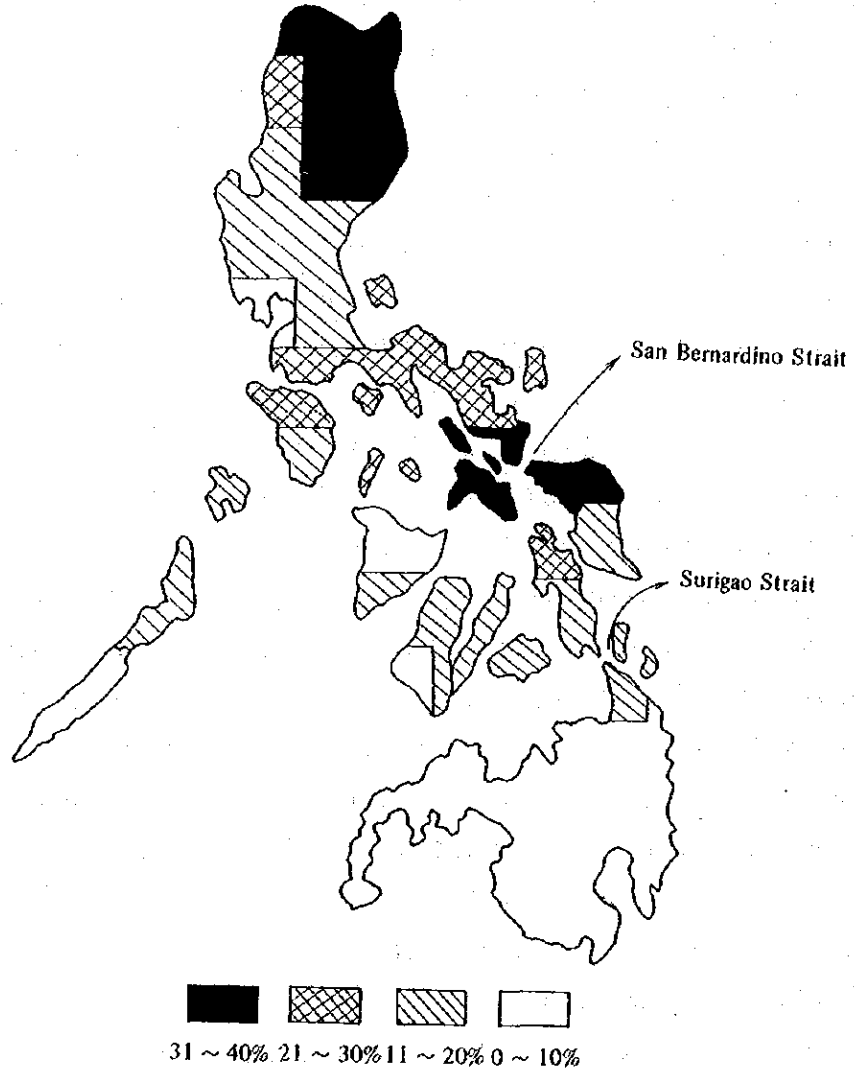 San Bernardino Strait
Surigao Strait
31 ~ 40% 21 ~ 30% 11 ~ 20% 0 ~ 10%